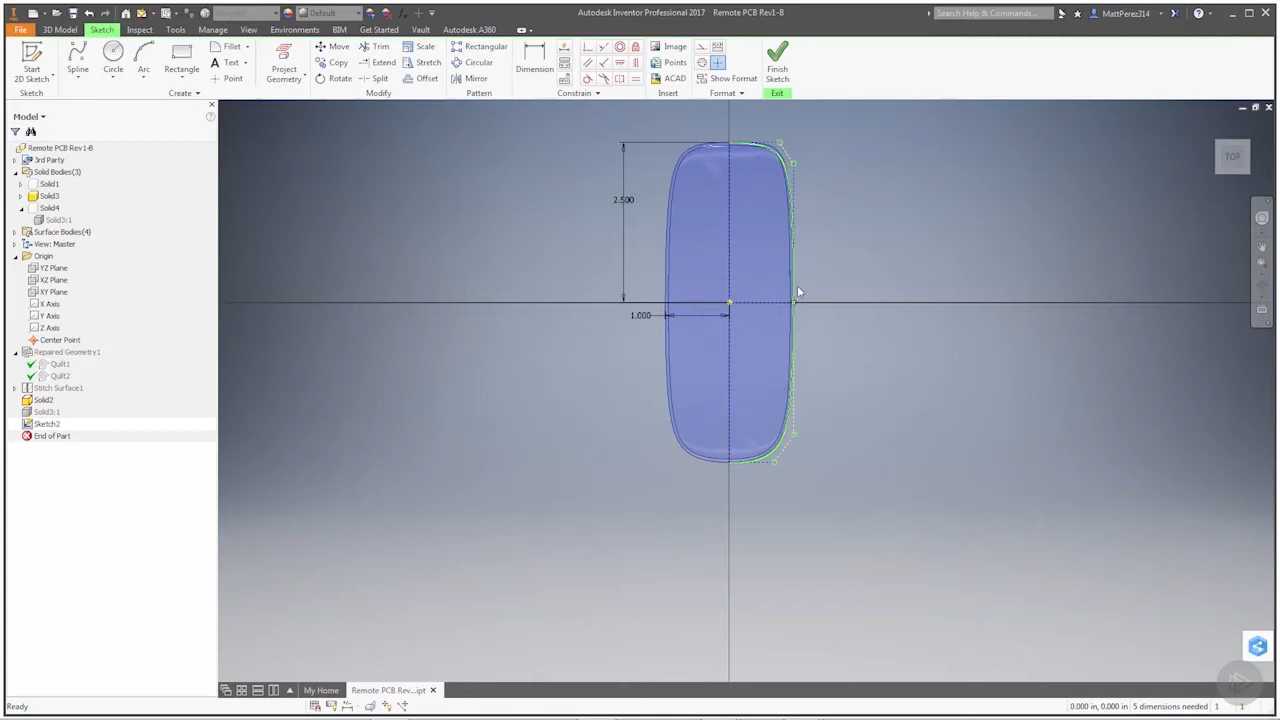 Default
Autodesk Inventor Professional 2017 Remote PCB Rev1-B
Search Help & Commands...
MattPerez314
PRO
File 3D Model Sketch Inspect Tools Manage View Environments BIM Get Started Vault Autodesk A360
Start
2D Sketch
Spline
Circle
Arc
Rectangle
Fillet
Text
Point
Project
Geometry
Move
Copy
Rotate
Trim
Extend
Split
Scale
Stretch
Offset
Rectangular
Circular
Mirror
Dimension
Image
Points
ACAD
Show Format
Finish
Sketch
Sketch
Create
Modify
Pattern
Constrain
Insert
Format
Exit
Model
Remote PCB Rev1-B
3rd Party
Solid Bodies(3)
Solid1
Solid3
Solid4
Solid3:1
Surface Bodies(4)
View: Master
Origin
YZ Plane
XZ Plane
XY Plane
X Axis
Y Axis
Z Axis
Center Point
Repaired Geometry1
Quilt1
Quilt2
Stitch Surface1
Solid2
Solid3:1
Sketch2
End of Part
TOP
2.500
1.000
My Home
Remote PCB Rev...ipt
Ready
0.000 in, 0.000 in 5 dimensions needed 1 1